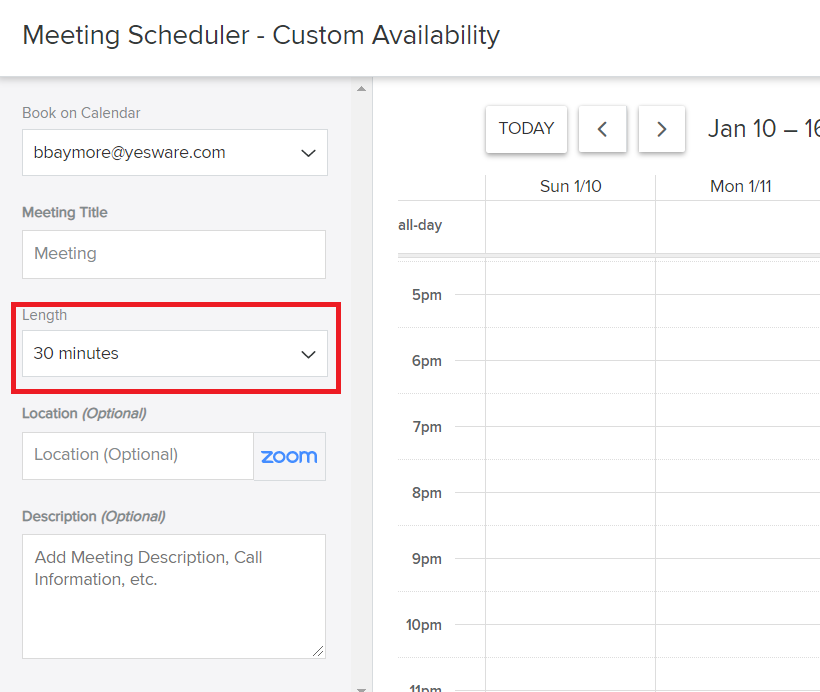 Meeting Scheduler - Custom Availability
Book on Calendar
bbaymore@yesware.com
Meeting Title
Meeting
Length
30 minutes
Location (Optional)
Location (Optional)
zoom
Description (Optional)
Add Meeting Description, Call
Information, etc.
TODAY
Jan 10 – 16
Sun 1/10
Mon 1/11
all-day
5pm
6pm
7pm
8pm
9pm
10pm
11pm